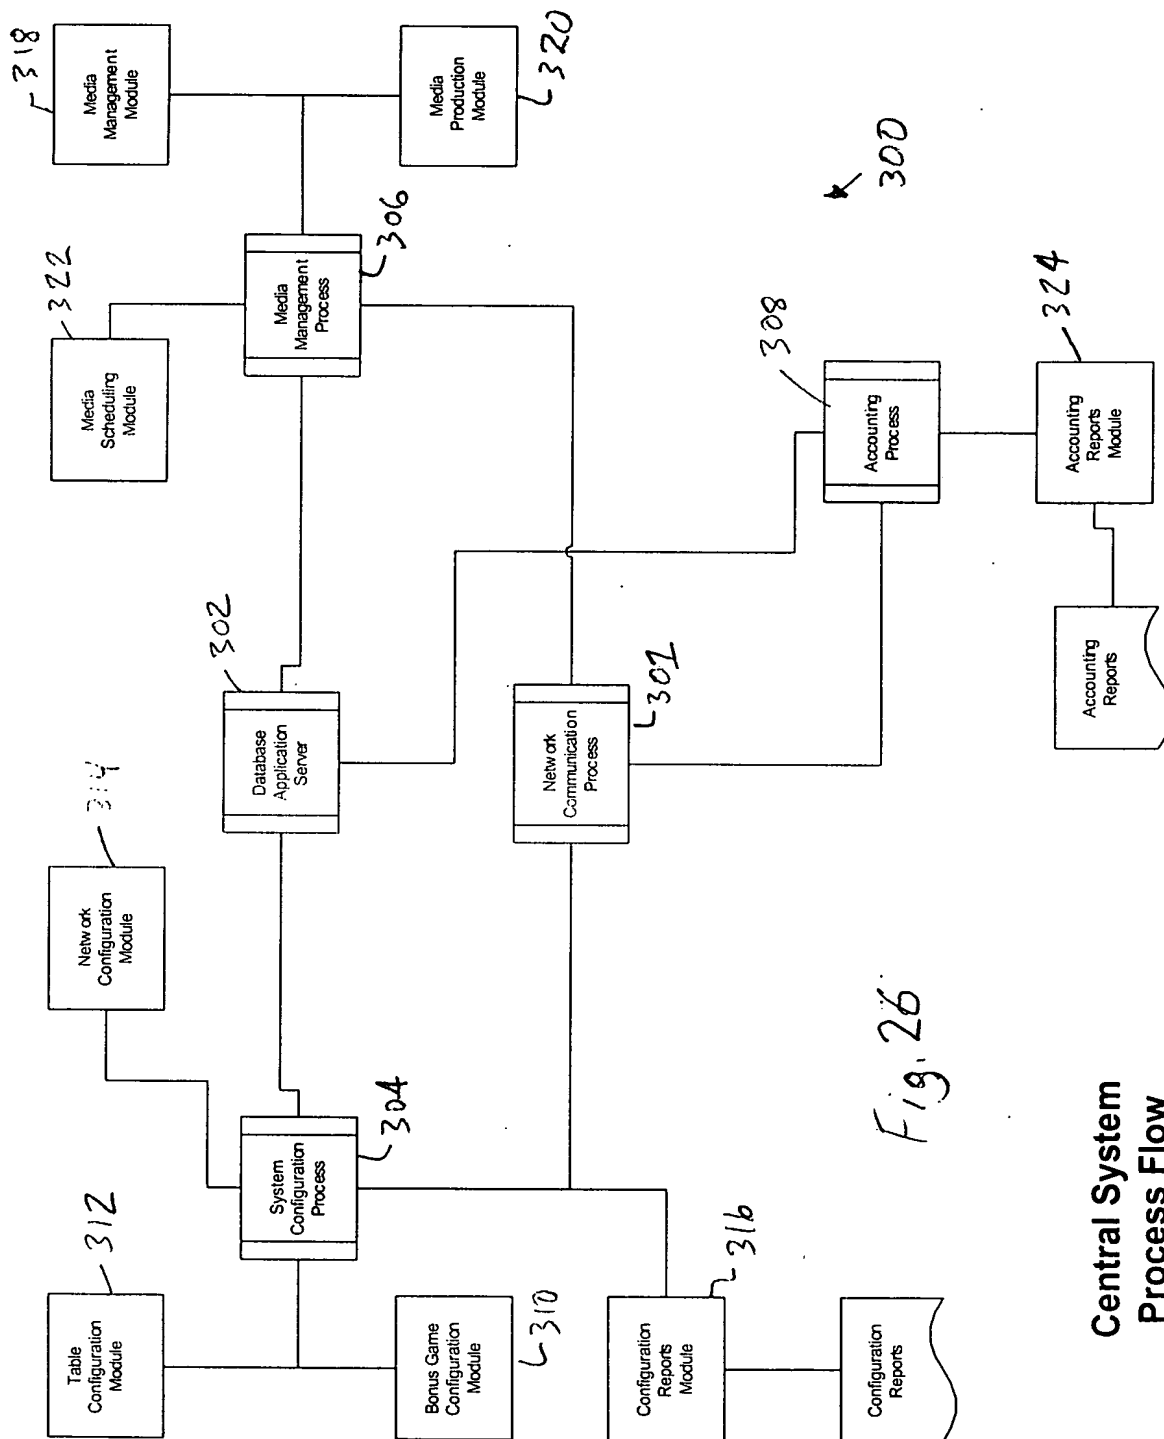 312
314
322
318
Table
Configuration
Module
Network
Configuration
Module
Media
Scheduling
Module
Media
Management
Module
302
System
Configuration
Process
Database
Application
Server
Media
Management
Process
304
306
Bonus Game
Configuration
Module
Media
Production
Module
310
320
Network
Communication
Process
302
Configuration
Reports
Module
316
308
300
Configuration
Reports
Fig. 26
Accounting
Process
324
Accounting
Reports
Accounting
Reports
Module
Central System
Process Flow